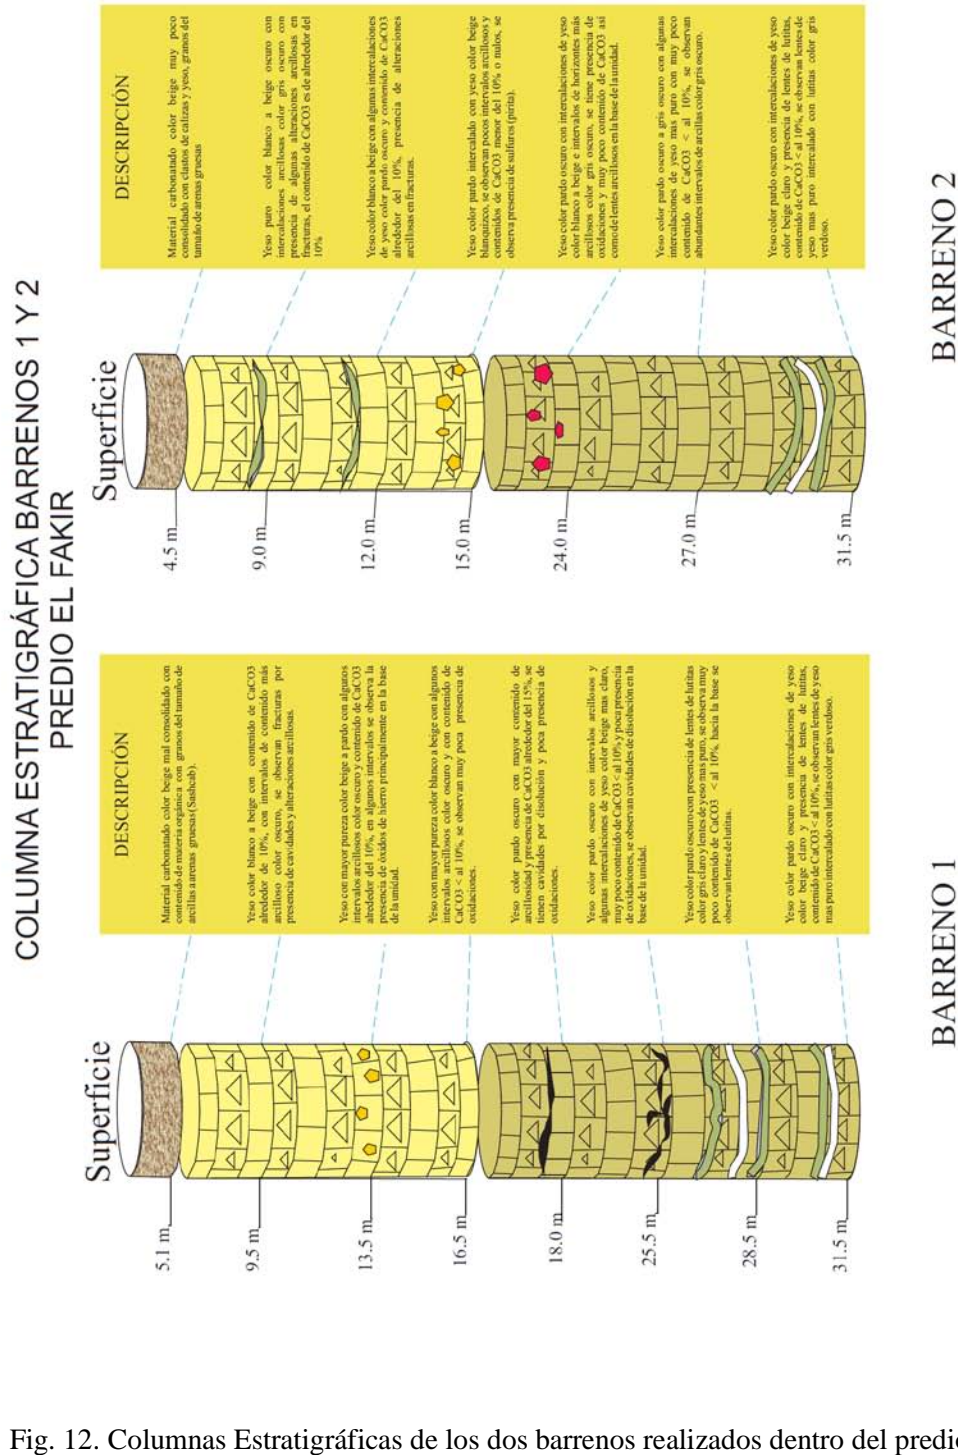 COLUMNA ESTRATIGRÁFICA BARRENOS 1 Y 2
PREDIO EL FAKIR
Superficie
5.1 m
9.5 m
13.5 m
16.5 m
18.0 m
25.5 m
28.5 m
31.5 m
DESCRIPCIÓN
Material carbonatado color beige mal consolidado con
contenido de maeria orgánica con granos del tamaño de
arcillas a arenas gruesas (Sashcab).
Yeso color blanco a beige con contenido de CaCO3
alrededor de 10%, con intervalos de contenido más
arcilloso color oscuro, se observan fracturas por
presencia de cavidades y alteraciones arcillosas.
Yeso con mayor pureza color beige a pardo con algunos
intervalos arcillosos color oscuro y contenido de CaCO3
alrededor del 10%, en algunos intervalos se observa la
presencia de óxidos de hierro principalmente en la base
de la unidad.
Yeso con mayor pureza color blanco a beige con algunos
intervalos arcillosos color oscuro y con contenido de
CaCO3 < al 10%, se observan muy poca presencia de
oxidaciones.
Yeso color pardo oscuro con mayor contenido de
arcillosidad y presencia de CaCO3 alrededor del 15%, se
tienen cavidades por disolución y poca presencia de
oxidaciones.
Yeso color pardo oscuro con intervalos arcillosos y
algunas intercalaciones de yeso color beige mas claro,
muy poco contenido de CaCO3 < al 10% y poca presencia
de oxidaciones, se observan cavidades de disolución en la
base de la unidad.
Yeso color pardo oscuro con presencia de lentes de lutitas
color gris claro y lentes de yeso mas puro, se observa muy
poco contenido de CaCO3 < al 10%, hacia la base se
observan lentes de lutitas.
Yeso color pardo oscuro con intercalaciones de yeso
color beige claro y presencia de lentes de lutitas,
contenido de CaCO3 < al 10%, se observan lentes de yeso
mas puro intercalado con lutitas color gris verdoso.
BARRENO 1
Superficie
4.5 m
9.0 m
12.0 m
15.0 m
24.0 m
27.0 m
31.5 m
DESCRIPCIÓN
Material carbonatado color beige muy poco
consolidado con clastos de calizas y yeso, granos del
tamaño de arenas gruesas
Yeso puro color blanco a beige oscuro con
intercalaciones arcillosas color gris oscuro con
presencia de algunas alteraciones arcillosas en
fracturas, el contenido de CaCO3 es de alrededor del
10%
Yeso color blanco a beige con algunas intercalaciones
de yeso color pardo oscuro y contenido de CaCO3
alrededor del 10%, presencia de alteraciones
arcillosas en fracturas.
Yeso color pardo intercalado con yeso color beige
blanquizco, se observan pocos intervalos arcillosos y
contenidos de CaCO3 menor del 10% o nulos, se
observa presencia de sulfuros (pirita).
Yeso color pardo oscuro con intercalaciones de yeso
color blanco a beige e intervalos de horizontes más
arcillosos color gris oscuro, se tiene presencia de
oxidaciones y muy poco contenido de CaCO3 así
como de lentes arcillosos en la base de la unidad.
Yeso color pardo oscuro a gris oscuro con algunas
intercalaciones de yeso mas puro con muy poco
contenido de CaCO3 < al 10%, se observan
abundantes intervalos de arcillas color gris oscuro.
Yeso color pardo oscuro con intercalaciones de yeso
color beige claro y presencia de lentes de lutitas,
contenido de CaCO3 < al 10%, se observan lentes de
yeso mas puro intercalado con lutitas color gris
verdoso.
BARRENO 2
Fig. 12. Columnas Estratigráficas de los dos barrenos realizados dentro del predio